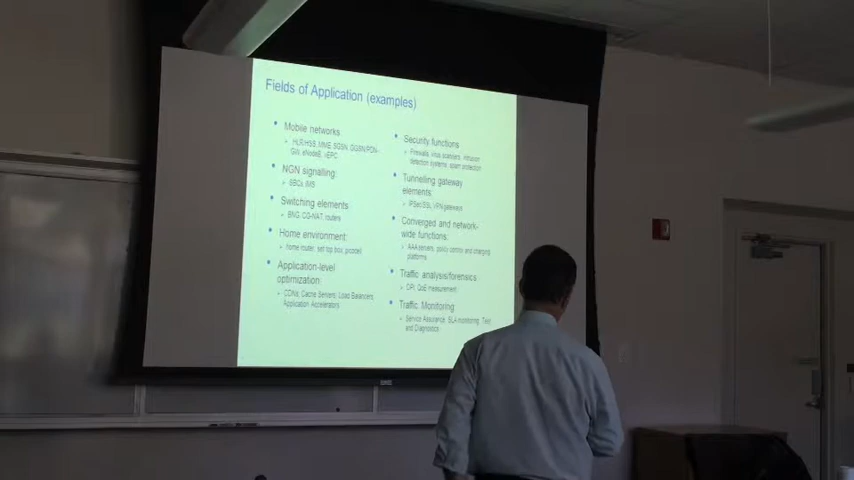 Fields of Application (examples)
Mobile networks
HLR/HSS, MME, SGSN, GGSN/PDN-
GW, eNodeB, vEPC
NGN signalling
SBCs, IMS
Switching elements
BNG, CG-NAT, routers
Home environment
home router, set top box, picocell
Application-level
optimization
CDNs, Cache Servers, Load Balancers,
Application Accelerators
Security functions
Firewalls, virus scanners, intrusion
detection systems, spam protection
Tunnelling gateway
elements
IPSec/SSL VPN gateways
Converged and network-
wide functions
AAA servers, policy control and charging
platforms
Traffic analysis/forensics
DPI, QoE measurement
Traffic Monitoring
Service Assurance, SLA monitoring, Test
and Diagnostics